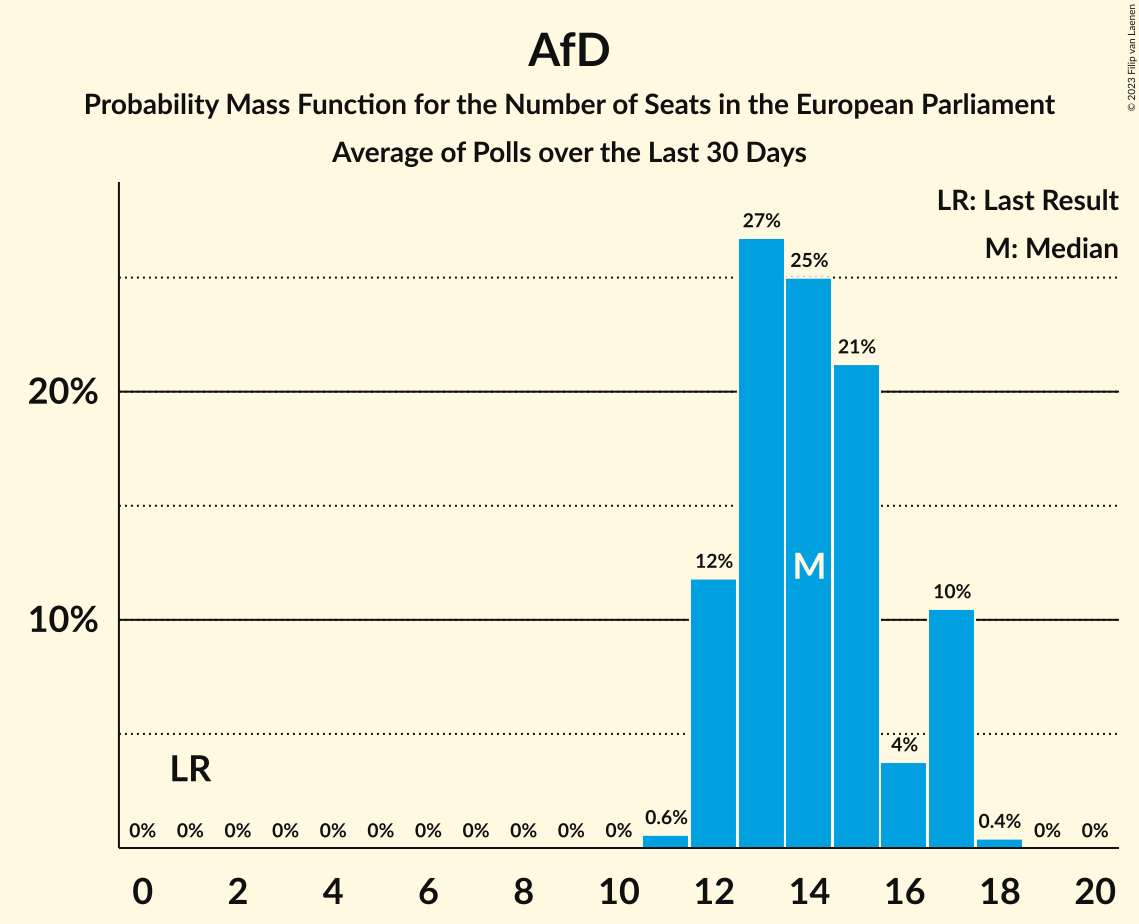 AfD
Probability Mass Function for the Number of Seats in the European Parliament
Average of Polls over the Last 30 Days
© 2023 Filip van Laenen
LR: Last Result
M: Median
27%
25%
21%
20%
12%
M
10%
10%
4%
LR
0% 0% 0% 0% 0% 0% 0% 0% 0% 0% 0% 0.6% 0.4% 0% 0%
0 2 4 6 8 10 12 14 16 18 20